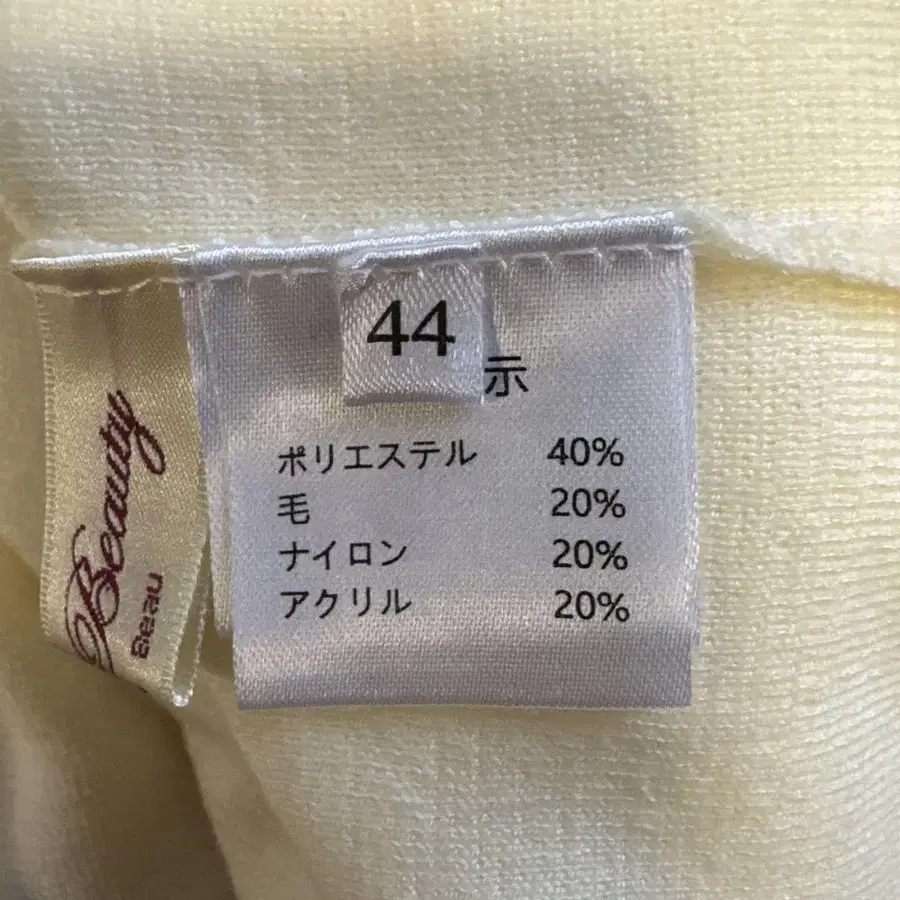 44
示
ポリエステル 40%
毛 20%
ナイロン 20%
アクリル 20%
Beauty
Beau